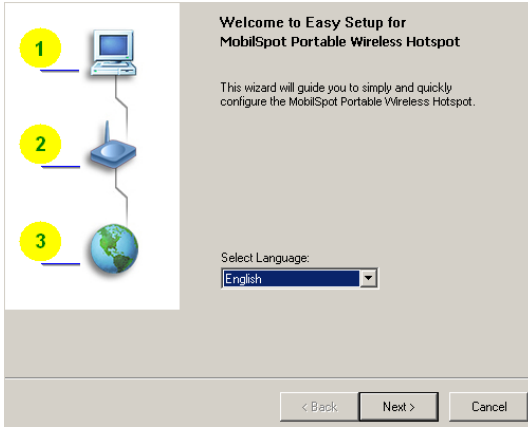 1
2
3
Welcome to Easy Setup for
MobilSpot Portable Wireless Hotspot
This wizard will guide you to simply and quickly
configure the MobilSpot Portable Wireless Hotspot.
Select Language:
English
< Back
Next >
Cancel